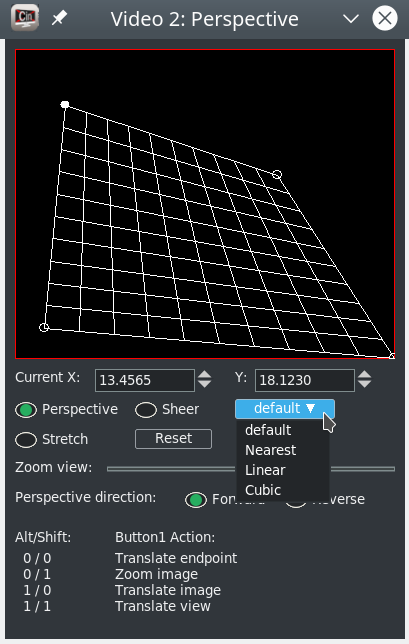 Cin Video 2: Perspective
Current X: 13.4565 Y: 18.1230
Perspective Sheer default ▼
default
Nearest
Linear
Cubic
Stretch Reset
Zoom view:
Perspective direction:
Alt/Shift: Button1 Action:
0 / 0 Translate endpoint
0 / 1 Zoom image
1 / 0 Translate image
1 / 1 Translate view